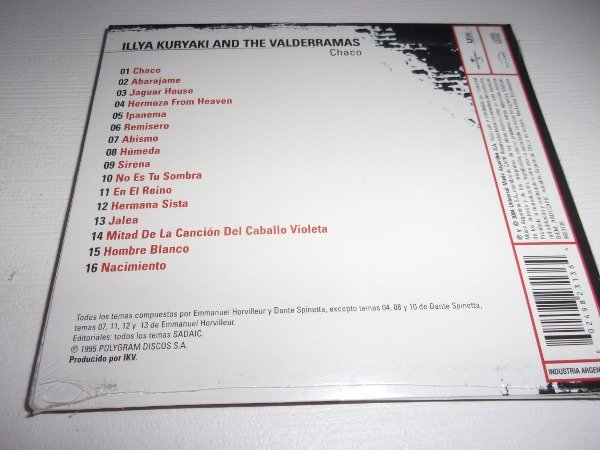 ILLYA KURYAKI AND THE VALDERRAMAS
Chaco
01 Chaco
02 Abarajame
03 Jaguar House
04 Hermoza From Heaven
05 Ipanema
06 Remisero
07 Abismo
08 Húmeda
09 Sirena
10 No Es Tu Sombra
11 En El Reino
12 Hermana Sista
13 Jalea
14 Mitad De La Canción Del Caballo Violeta
15 Hombre Blanco
16 Nacimiento
Todos los temas compuestos por Emmanuel Horvilleur y Dante Spinetta, excepto temas 04, 08 y 10 de Dante Spinetta,
temas 07, 11, 12 y 13 de Emmanuel Horvilleur.
Editoriales: todos los temas SADAIC.
℗ 1995 POLYGRAM DISCOS S.A.
Producido por IKV.
INDUSTRIA ARGEN